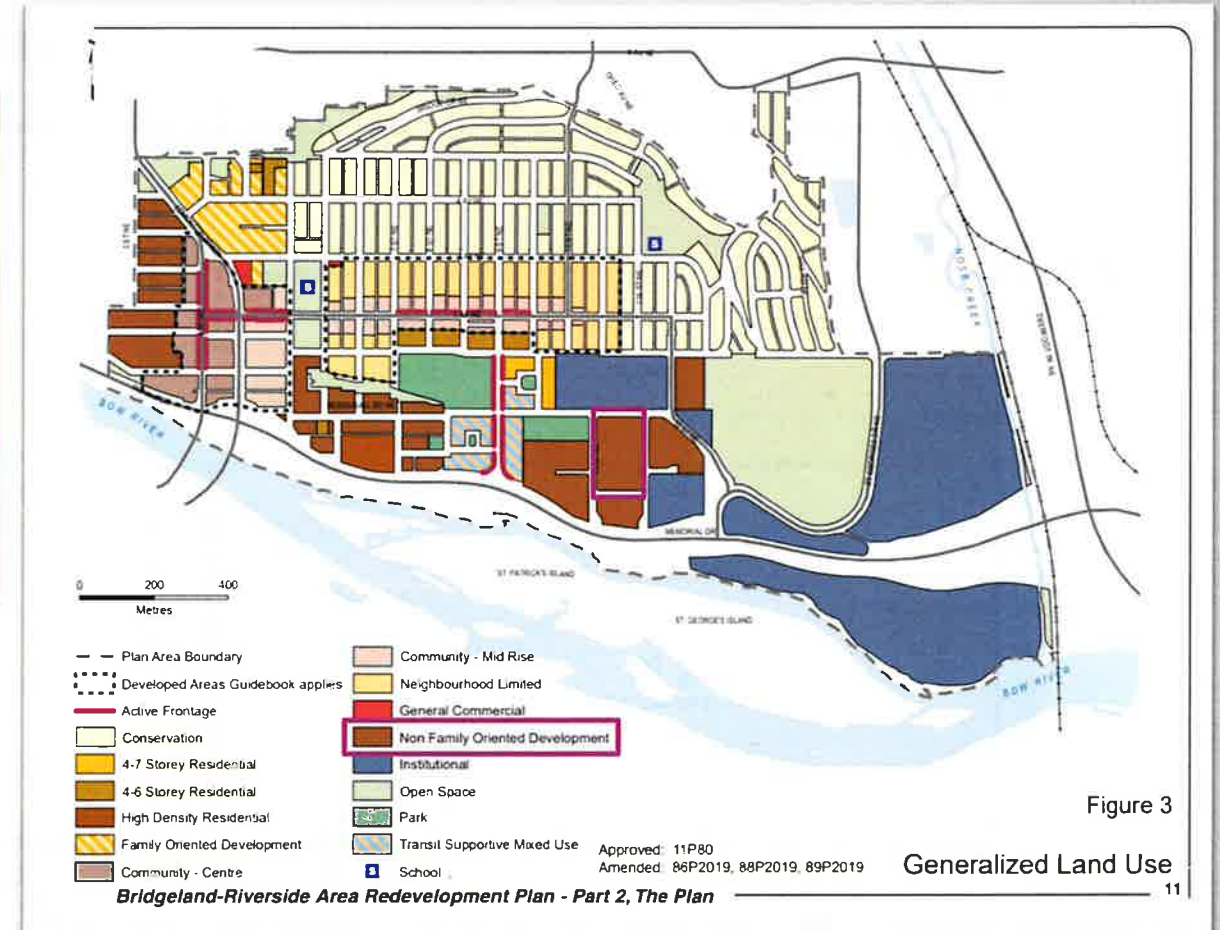 BOW RIVER
NOSE CREEK
MEMORIAL DR
ST PATRICK'S ISLAND
ST GEORGE'S ISLAND
BOW RIVER
0 200 400
Metres
Plan Area Boundary
Developed Areas Guidebook applies
Active Frontage
Conservation
4-7 Storey Residential
4-6 Storey Residential
High Density Residential
Family Oriented Development
Community - Centre
Community - Mid Rise
Neighbourhood Limited
General Commercial
Non Family Oriented Development
Institutional
Open Space
Park
Transit Supportive Mixed Use
S School
Approved: 11P80
Amended: 86P2019, 88P2019, 89P2019
Figure 3
Generalized Land Use
11
Bridgeland-Riverside Area Redevelopment Plan - Part 2, The Plan